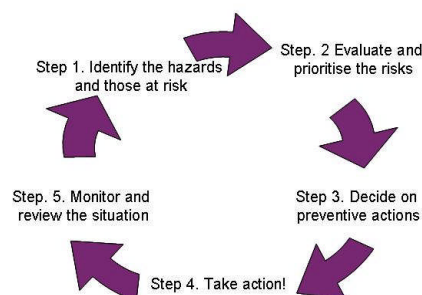 Step 1. Identify the hazards
and those at risk
Step. 2 Evaluate and
prioritise the risks
Step 3. Decide on
preventive actions
Step 4. Take action!
Step. 5. Monitor and
review the situation